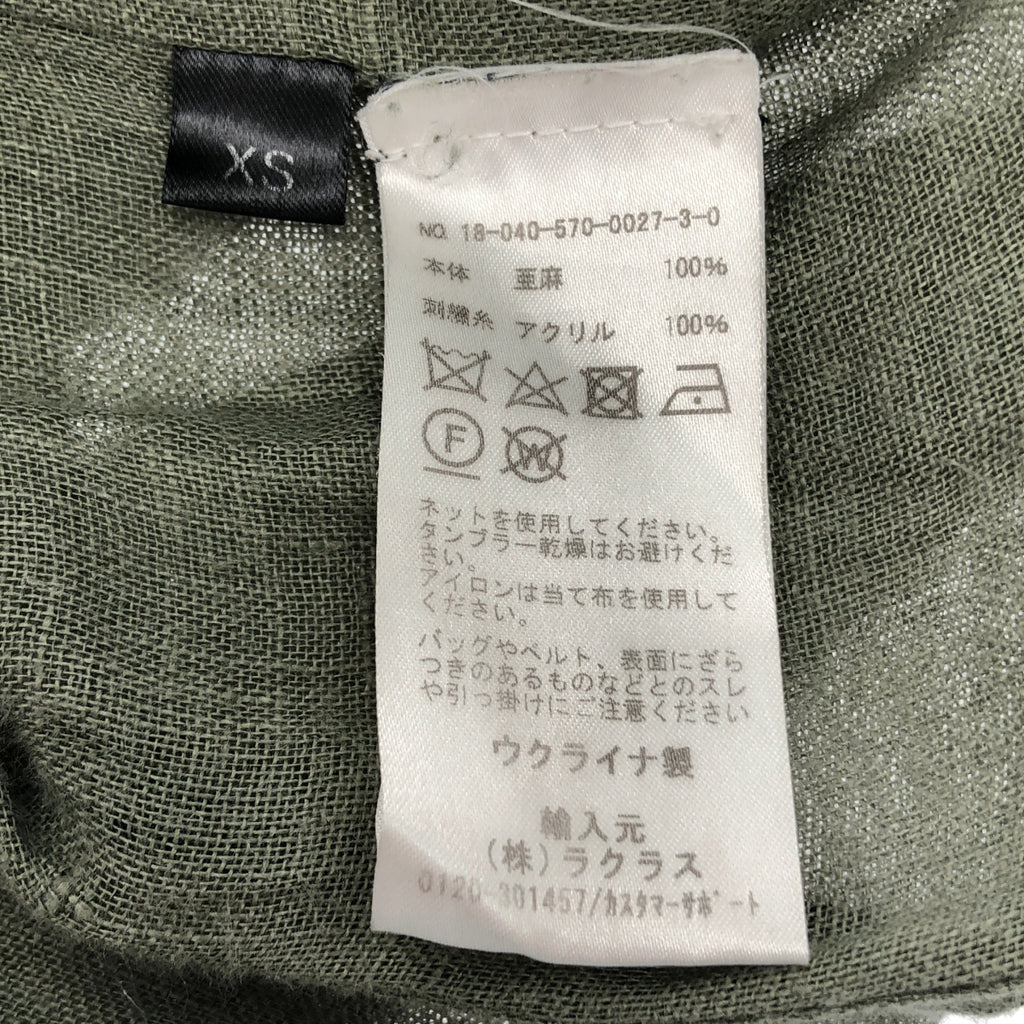 XS
NO. 18-040-570-0027-3-0
本体 亜麻 100%
刺繍糸 アクリル 100%
F W
ネットを使用してください。
タンブラー乾燥はお避けくだ
さい。
アイロンは当て布を使用して
ください。
バッグやベルト、表面にざら
つきのあるものなどとのスレ
や引っ掛けにご注意ください
ウクライナ製
輸入元
(株)ラクラス
0120-301457/ｶｽﾀﾏｰｻﾎﾟｰﾄ